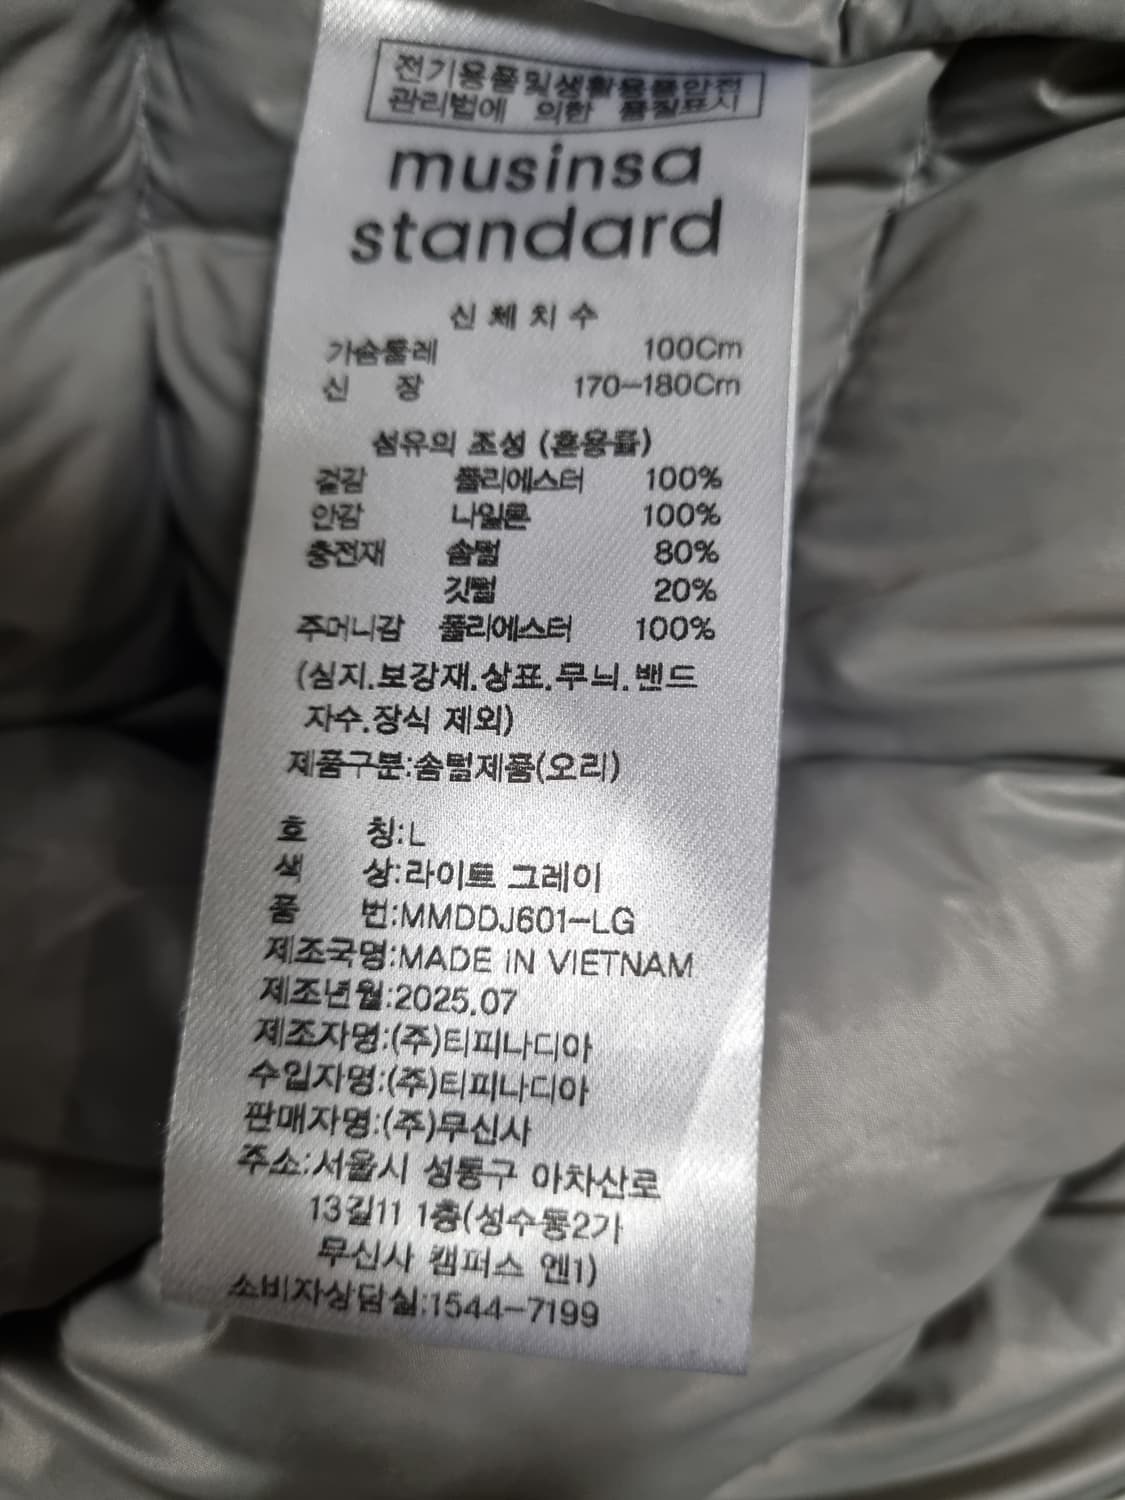 전기용품및생활용품안전
관리법에 의한 품질표시
musinsa
standard
신체치수
가슴둘레 100Cm
신 장 170-180Cm
섬유의 조성 (혼용률)
겉감 폴리에스터 100%
안감 나일론 100%
충전재 솜털 80%
깃털 20%
주머니감 폴리에스터 100%
(심지.보강재.상표.무늬.밴드
자수.장식 제외)
제품구분:솜털제품(오리)
호 칭:L
색 상:라이트 그레이
품 번:MMDDJ601-LG
제조국명:MADE IN VIETNAM
제조년월:2025.07
제조자명:(주)티피나디아
수입자명:(주)티피나디아
판매자명:(주)무신사
주소:서울시 성동구 아차산로
13길11 1층(성수동2가
무신사 캠퍼스 엔1)
소비자상담실:1544-7199